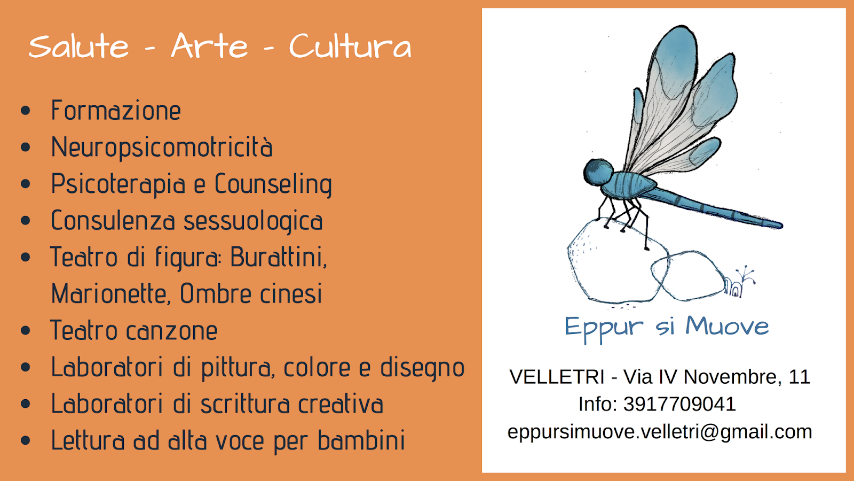 Salute - Arte - Cultura
• Formazione
• Neuropsicomotricità
• Psicoterapia e Counseling
• Consulenza sessuologica
• Teatro di figura: Burattini,
Marionette, Ombre cinesi
• Teatro canzone
• Laboratori di pittura, colore e disegno
• Laboratori di scrittura creativa
• Lettura ad alta voce per bambini
Eppur si Muove
VELLETRI - Via IV Novembre, 11
Info: 3917709041
eppursimuove.velletri@gmail.com